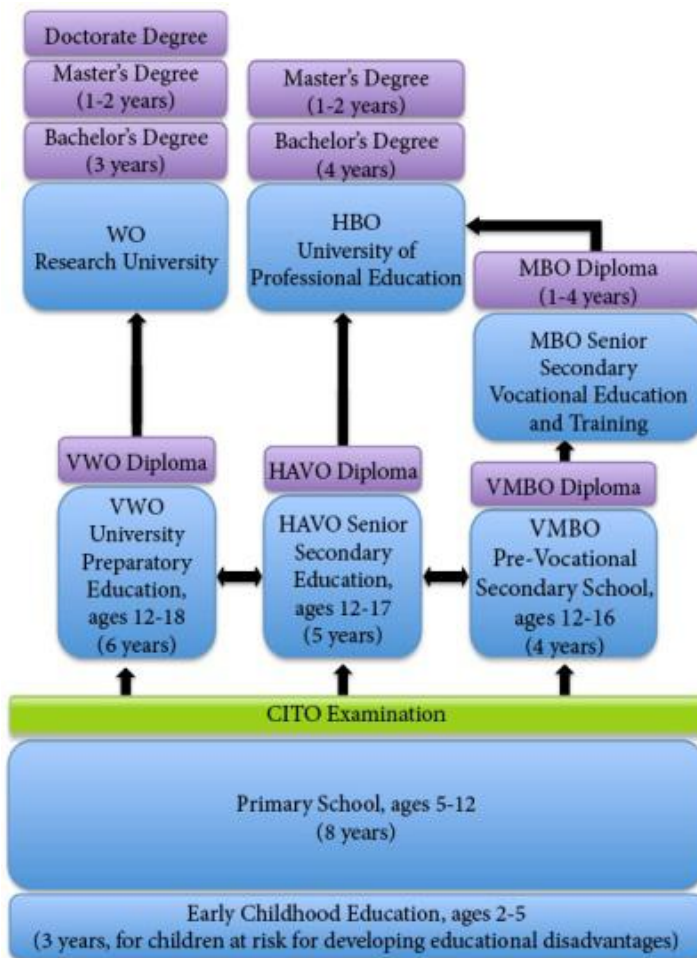 Doctorate Degree
Master's Degree
(1-2 years)
Bachelor's Degree
(3 years)
WO
Research University
Master's Degree
(1-2 years)
Bachelor's Degree
(4 years)
HBO
University of
Professional Education
MBO Diploma
(1-4 years)
MBO Senior
Secondary
Vocational Education
and Training
VWO Diploma
VWO
University
Preparatory
Education,
ages 12-18
(6 years)
HAVO Diploma
HAVO Senior
Secondary
Education,
ages 12-17
(5 years)
VMBO Diploma
VMBO
Pre-Vocational
Secondary School,
ages 12-16
(4 years)
CITO Examination
Primary School, ages 5-12
(8 years)
Early Childhood Education, ages 2-5
(3 years, for children at risk for developing educational disadvantages)